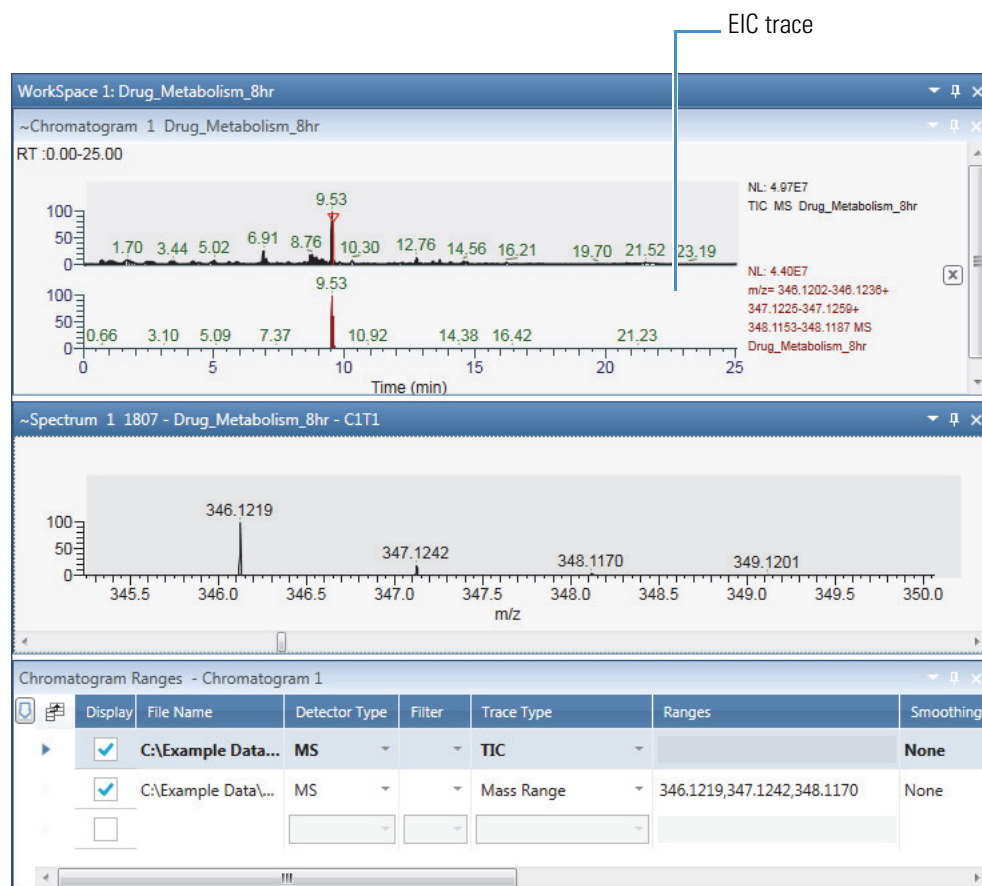 EIC trace
WorkSpace 1: Drug_Metabolism_8hr
~Chromatogram 1 Drug_Metabolism_8hr
RT :0.00-25.00
NL: 4.97E7
TIC MS Drug_Metabolism_8hr
9.53
100
50
0
1.70 3.44 5.02 6.91 8.76 10.30 12.76 14.56 16.21 19.70 21.52 23.19
NL: 4.40E7
m/z= 346.1202-346.1236+
347.1225-347.1259+
348.1153-348.1187 MS
Drug_Metabolism_8hr
9.53
100
50
0
0.66 3.10 5.09 7.37 10.92 14.38 16.42 21.23
0 5 10 15 20 25
Time (min)
~Spectrum 1 1807 - Drug_Metabolism_8hr - C1T1
346.1219
347.1242
348.1170
349.1201
100
50
0
345.5 346.0 346.5 347.0 347.5 348.0 348.5 349.0 349.5 350.0
m/z
Chromatogram Ranges - Chromatogram 1
Display File Name Detector Type Filter Trace Type Ranges Smoothing
C:\Example Data... MS TIC None
C:\Example Data\... MS Mass Range 346.1219,347.1242,348.1170 None